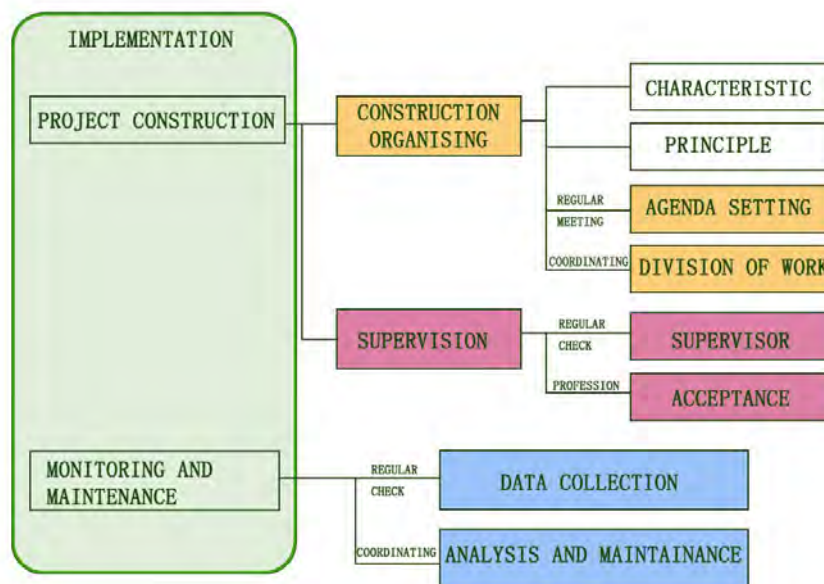 IMPLEMENTATION
PROJECT CONSTRUCTION
CONSTRUCTION
ORGANISING
CHARACTERISTIC
PRINCIPLE
REGULAR
MEETING
AGENDA SETTING
COORDINATING
DIVISION OF WORK
SUPERVISION
REGULAR
CHECK
SUPERVISOR
PROFESSION
ACCEPTANCE
MONITORING AND
MAINTENANCE
REGULAR
CHECK
DATA COLLECTION
COORDINATING
ANALYSIS AND MAINTAINANCE